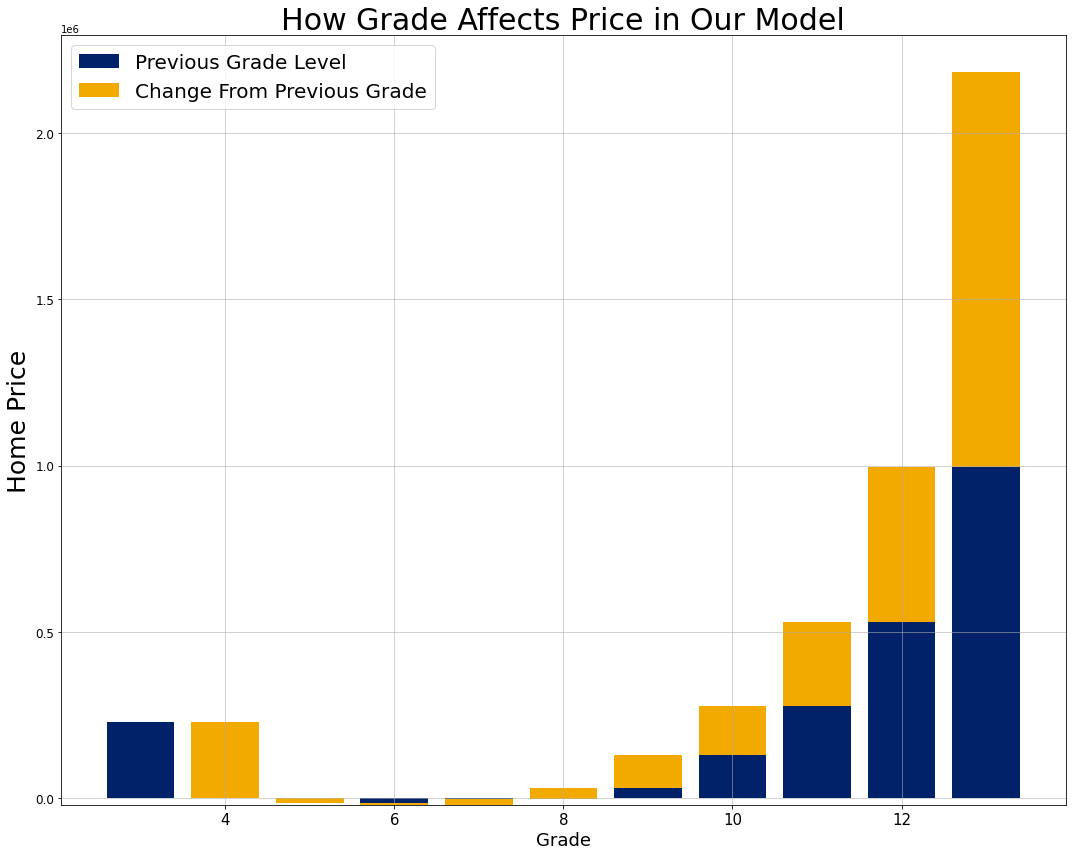 How Grade Affects Price in Our Model
1e6
Previous Grade Level
Change From Previous Grade
2.0
1.5
1.0
0.5
0.0
Home Price
4 6 8 10 12
Grade